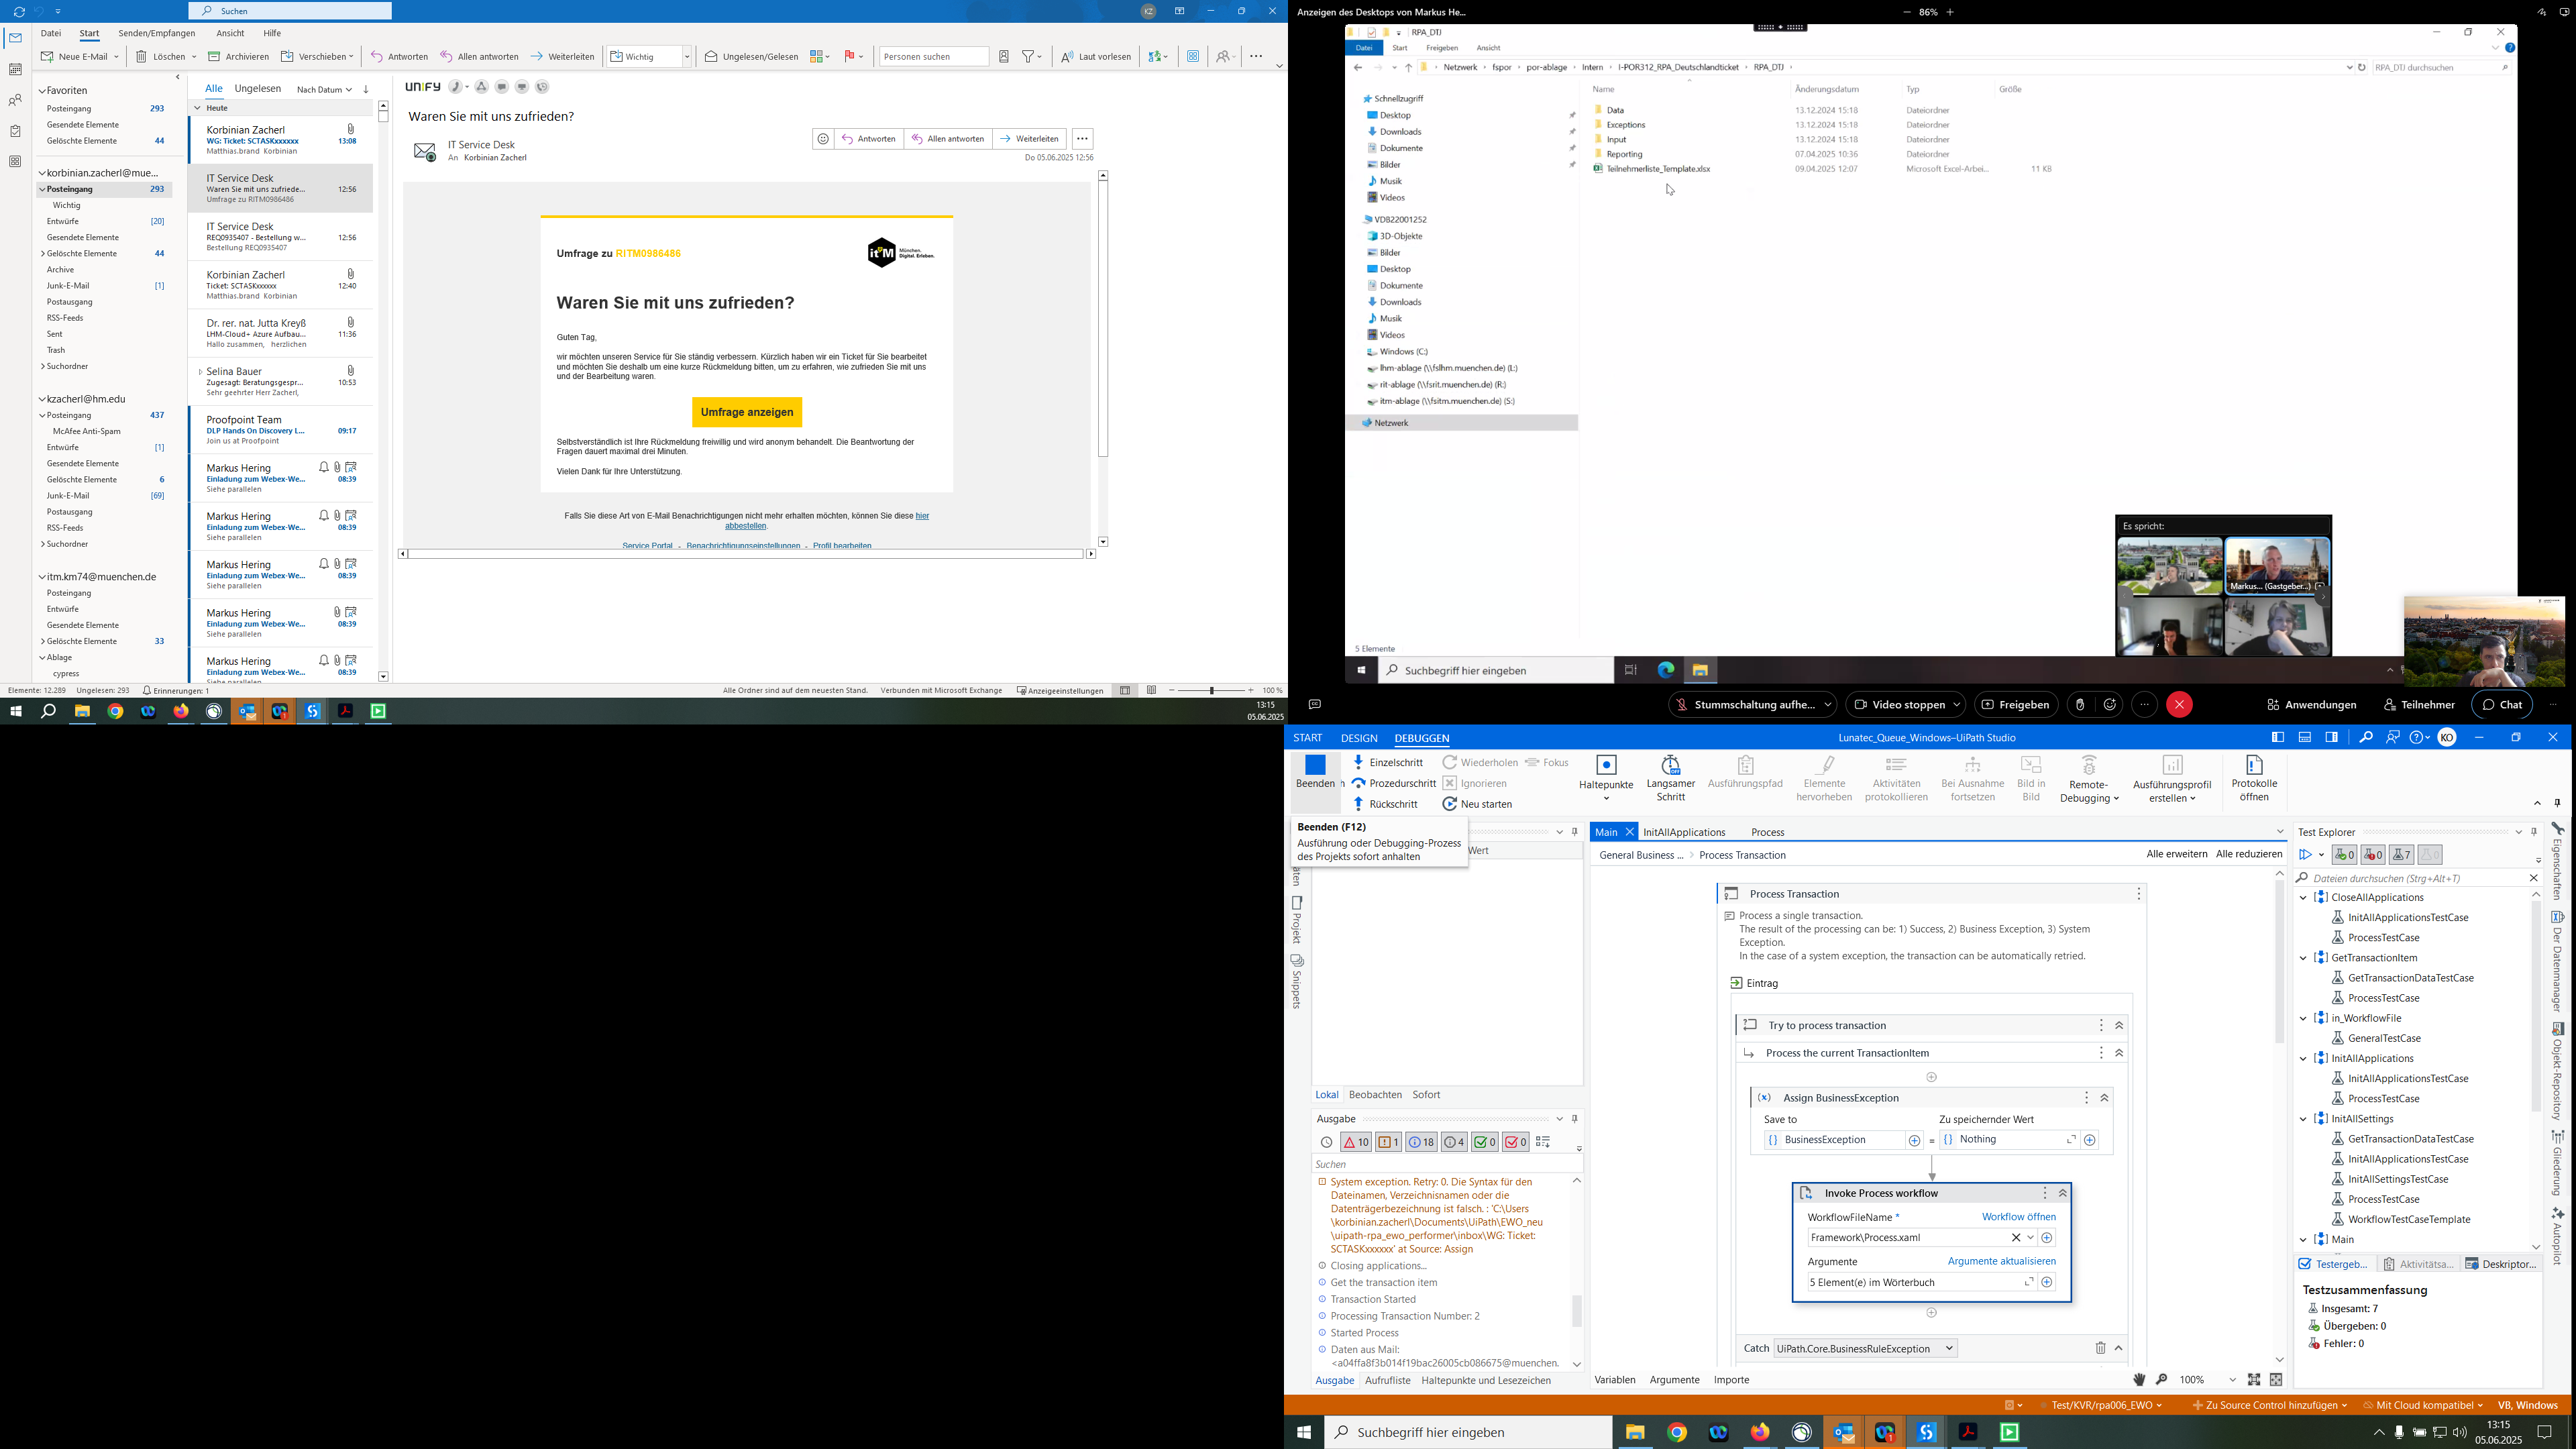 Suchen
KZ
Datei Start Senden/Empfangen Ansicht Hilfe
Neue E-Mail Löschen Archivieren Verschieben Antworten Allen antworten Weiterleiten Wichtig Ungelesen/Gelesen Personen suchen Laut vorlesen
Favoriten
Posteingang 293
Gesendete Elemente
Gelöschte Elemente 44
korbinian.zacherl@mue...
Posteingang 293
Wichtig
Entwürfe [20]
Gesendete Elemente
Gelöschte Elemente 44
Archive
Junk-E-Mail [1]
Postausgang
RSS-Feeds
Sent
Trash
Suchordner
kzacherl@hm.edu
Posteingang 437
McAfee Anti-Spam
Entwürfe [1]
Gesendete Elemente
Gelöschte Elemente 6
Junk-E-Mail [69]
Postausgang
RSS-Feeds
Suchordner
itm.km74@muenchen.de
Posteingang
Entwürfe
Gesendete Elemente
Gelöschte Elemente 33
Ablage
cypress
Alle Ungelesen Nach Datum
Heute
Korbinian Zacherl
WG: Ticket: SCTASKxxxxxx 13:08
Matthias.brand Korbinian
IT Service Desk
Waren Sie mit uns zufriede... 12:56
Umfrage zu RITM0986486
IT Service Desk
REQ0935407 - Bestellung w... 12:56
Bestellung REQ0935407
Korbinian Zacherl
Ticket: SCTASKxxxxxx 12:40
Matthias.brand Korbinian
Dr. rer. nat. Jutta Kreyß
LHM-Cloud+ Azure Aufbau... 11:36
Hallo zusammen, herzlichen
Selina Bauer
Zugesagt: Beratungsgespr... 10:53
Sehr geehrter Herr Zacherl,
Proofpoint Team
DLP Hands On Discovery L... 09:17
Join us at Proofpoint
Markus Hering
Einladung zum Webex-We... 08:39
Siehe parallelen
Markus Hering
Einladung zum Webex-We... 08:39
Siehe parallelen
Markus Hering
Einladung zum Webex-We... 08:39
Siehe parallelen
Markus Hering
Einladung zum Webex-We... 08:39
Siehe parallelen
Markus Hering
Einladung zum Webex-We... 08:39
Siehe parallelen
UNIFY
Waren Sie mit uns zufrieden?
IT Service Desk
An Korbinian Zacherl
Antworten Allen antworten Weiterleiten
Do 05.06.2025 12:56
Umfrage zu RITM0986486
it@M München. Digital. Erleben.
Waren Sie mit uns zufrieden?
Guten Tag,
wir möchten unseren Service für Sie ständig verbessern. Kürzlich haben wir ein Ticket für Sie bearbeitet
und möchten Sie deshalb um eine kurze Rückmeldung bitten, um zu erfahren, wie zufrieden Sie mit uns
und der Bearbeitung waren.
Umfrage anzeigen
Selbstverständlich ist Ihre Rückmeldung freiwillig und wird anonym behandelt. Die Beantwortung der
Fragen dauert maximal drei Minuten.
Vielen Dank für Ihre Unterstützung.
Falls Sie diese Art von E-Mail Benachrichtigungen nicht mehr erhalten möchten, können Sie diese hier
abbestellen.
Service Portal - Benachrichtigungseinstellungen - Profil bearbeiten
Elemente: 12.289 Ungelesen: 293 Erinnerungen: 1 Alle Ordner sind auf dem neuesten Stand. Verbunden mit Microsoft Exchange Anzeigeeinstellungen 100 %
13:15
05.06.2025
Anzeigen des Desktops von Markus He... 86%
RPA_DTJ
Datei Start Freigeben Ansicht
Netzwerk › fspor › por-ablage › Intern › I-POR312_RPA_Deutschlandticket › RPA_DTJ › RPA_DTJ durchsuchen
Schnellzugriff
Desktop
Downloads
Dokumente
Bilder
Musik
Videos
VDB22001252
3D-Objekte
Bilder
Desktop
Dokumente
Downloads
Musik
Videos
Windows (C:)
lhm-ablage (\\fslhm.muenchen.de) (L:)
rit-ablage (\\fsrit.muenchen.de) (R:)
itm-ablage (\\fsitm.muenchen.de) (S:)
Netzwerk
Name Änderungsdatum Typ Größe
Data 13.12.2024 15:18 Dateiordner
Exceptions 13.12.2024 15:18 Dateiordner
Input 13.12.2024 15:18 Dateiordner
Reporting 07.04.2025 10:36 Dateiordner
Teilnehmerliste_Template.xlsx 09.04.2025 12:07 Microsoft Excel-Arbei... 11 KB
Es spricht:
Markus... (Gastgeber...)
5 Elemente
Suchbegriff hier eingeben
Stummschaltung aufhe... Video stoppen Freigeben Anwendungen Teilnehmer Chat
START DESIGN DEBUGGEN
Lunatec_Queue_Windows–UiPath Studio
KO
Beenden
Einzelschritt
Prozedurschritt
Rückschritt
Wiederholen
Ignorieren
Neu starten
Fokus
Haltepunkte
Langsamer Schritt
Ausführungspfad
Elemente hervorheben
Aktivitäten protokollieren
Bei Ausnahme fortsetzen
Bild in Bild
Remote-Debugging
Ausführungsprofil erstellen
Protokolle öffnen
Beenden (F12)
Ausführung oder Debugging-Prozess
des Projekts sofort anhalten
Wert
Projekt
Snippets
Lokal Beobachten Sofort
Ausgabe
10 1 18 4 0 0
Suchen
System exception. Retry: 0. Die Syntax für den
Dateinamen, Verzeichnisnamen oder die
Datenträgerbezeichnung ist falsch. : 'C:\Users
\korbinian.zacherl\Documents\UiPath\EWO_neu
\uipath-rpa_ewo_performer\inbox\WG: Ticket:
SCTASKxxxxxx' at Source: Assign
Closing applications...
Get the transaction item
Transaction Started
Processing Transaction Number: 2
Started Process
Daten aus Mail:
<a04ffa8f3b014f19bac26005cb086675@muenchen.
Ausgabe Aufrufliste Haltepunkte und Lesezeichen
Main InitAllApplications Process
General Business ... Process Transaction Alle erweitern Alle reduzieren
Process Transaction
Process a single transaction.
The result of the processing can be: 1) Success, 2) Business Exception, 3) System
Exception.
In the case of a system exception, the transaction can be automatically retried.
Eintrag
Try to process transaction
Process the current TransactionItem
Assign BusinessException
Save to Zu speichernder Wert
BusinessException = Nothing
Invoke Process workflow
WorkflowFileName * Workflow öffnen
Framework\Process.xaml
Argumente Argumente aktualisieren
5 Element(e) im Wörterbuch
Catch UiPath.Core.BusinessRuleException
Variablen Argumente Importe 100%
Test Explorer
0 0 7 0
Dateien durchsuchen (Strg+Alt+T)
CloseAllApplications
InitAllApplicationsTestCase
ProcessTestCase
GetTransactionItem
GetTransactionDataTestCase
ProcessTestCase
in_WorkflowFile
GeneralTestCase
InitAllApplications
InitAllApplicationsTestCase
ProcessTestCase
InitAllSettings
GetTransactionDataTestCase
InitAllApplicationsTestCase
InitAllSettingsTestCase
ProcessTestCase
WorkflowTestCaseTemplate
Main
Testergeb... Aktivitätsa... Deskriptor...
Testzusammenfassung
Insgesamt: 7
Übergeben: 0
Fehler: 0
Eigenschaften
Der Datenmanager
Objekt-Repository
Gliederung
Autopilot
Test/KVR/rpa006_EWO Zu Source Control hinzufügen Mit Cloud kompatibel VB, Windows
Suchbegriff hier eingeben
13:15
05.06.2025